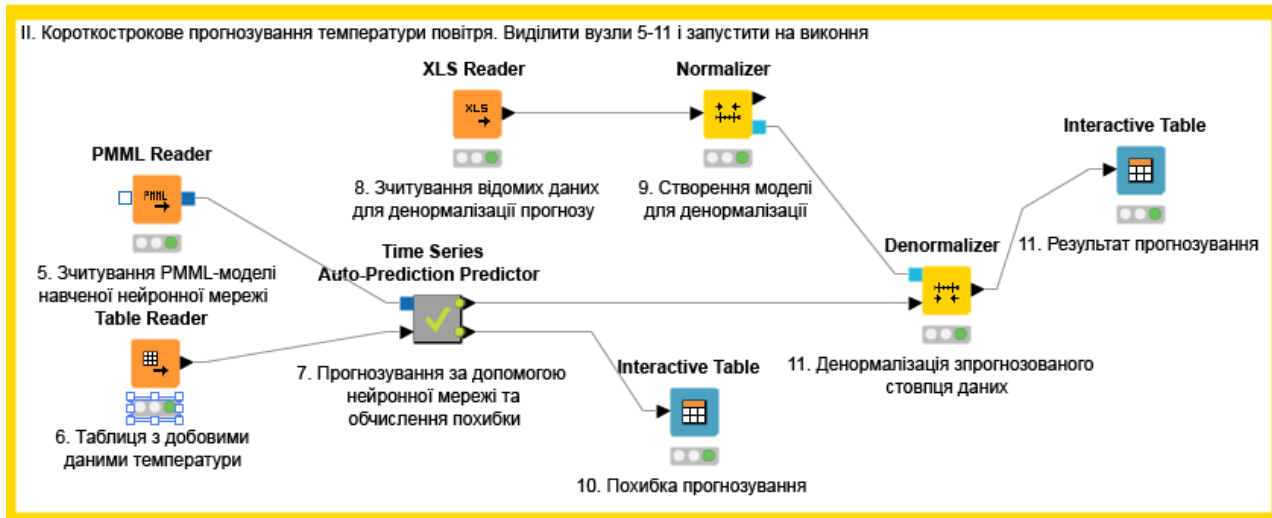 II. Короткострокове прогнозування температури повітря. Виділити вузли 5-11 і запустити на виконня
XLS Reader
XLS
8. Зчитування відомих даних
для денормалізації прогнозу
Normalizer
9. Створення моделі
для денормалізації
Interactive Table
11. Результат прогнозування
PMML Reader
PMML
5. Зчитування PMML-моделі
навченої нейронної мережі
Time Series
Auto-Prediction Predictor
7. Прогнозування за допомогою
нейронної мережі та
обчислення похибки
Denormalizer
11. Денормалізація зпрогнозованого
стовпця даних
Table Reader
6. Таблиця з добовими
даними температури
Interactive Table
10. Похибка прогнозування